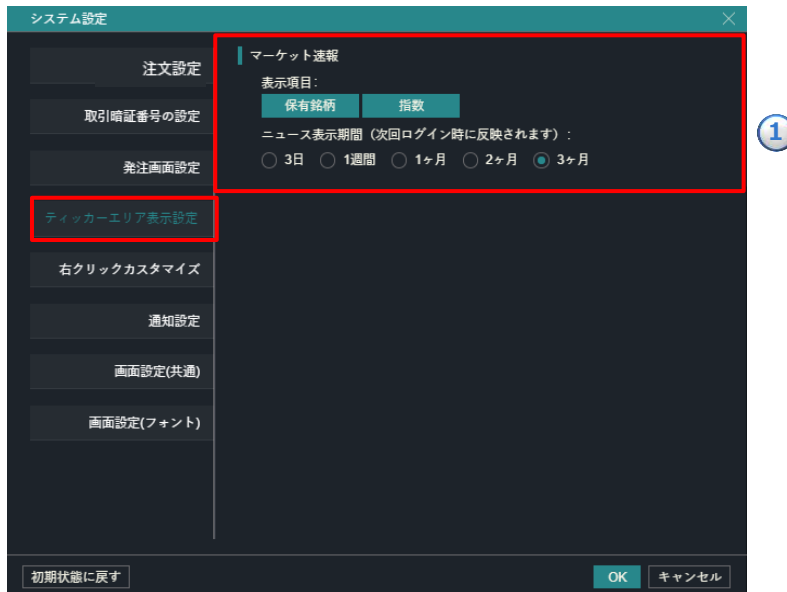 システム設定
注文設定
取引暗証番号の設定
発注画面設定
ティッカーエリア表示設定
右クリックカスタマイズ
通知設定
画面設定(共通)
画面設定(フォント)
マーケット速報
表示項目:
保有銘柄 指数
ニュース表示期間（次回ログイン時に反映されます）:
3日 1週間 1ヶ月 2ヶ月 3ヶ月
1
初期状態に戻す
OK キャンセル